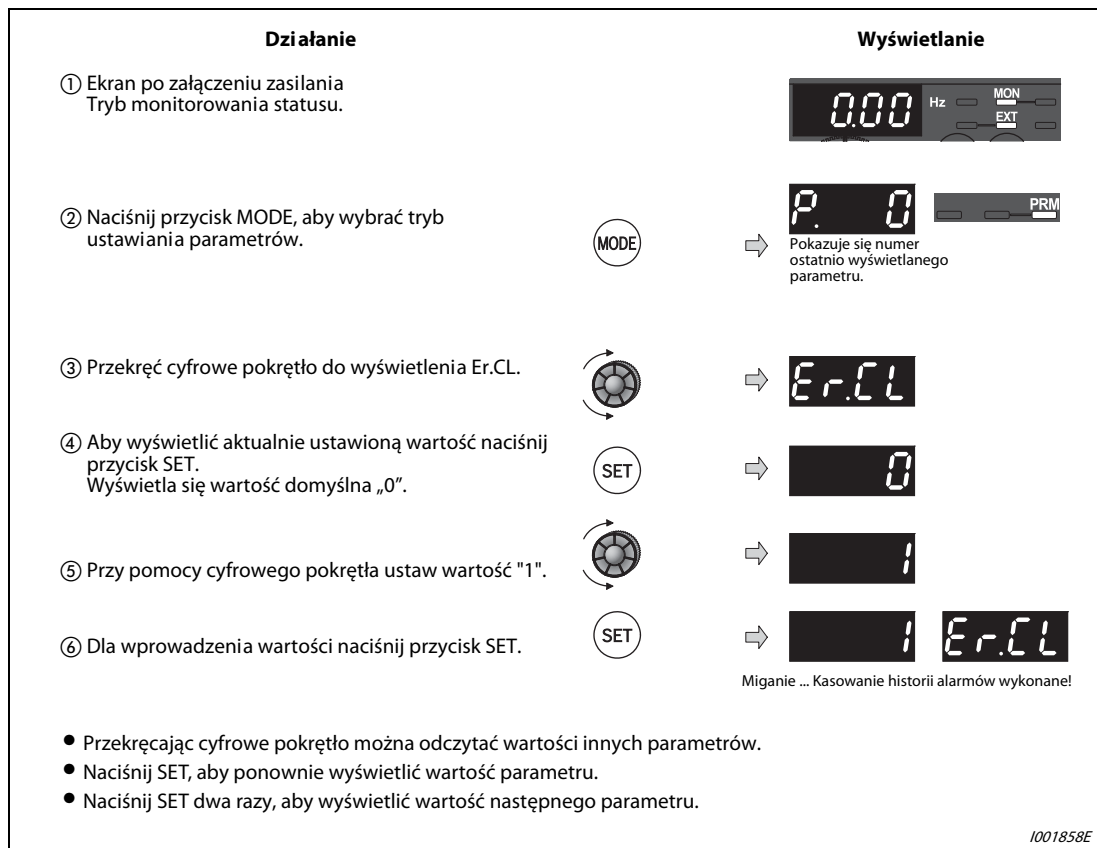 Działanie
Wyświetlanie
① Ekran po załączeniu zasilania
Tryb monitorowania statusu.
0.00 Hz MON
EXT
② Naciśnij przycisk MODE, aby wybrać tryb
ustawiania parametrów.
MODE
P. 0
PRM
Pokazuje się numer
ostatnio wyświetlanego
parametru.
③ Przekręć cyfrowe pokrętło do wyświetlenia Er.CL.
Er.CL
④ Aby wyświetlić aktualnie ustawioną wartość naciśnij
przycisk SET.
Wyświetla się wartość domyślna „0”.
SET
0
⑤ Przy pomocy cyfrowego pokrętła ustaw wartość "1".
1
⑥ Dla wprowadzenia wartości naciśnij przycisk SET.
SET
1 Er.CL
Miganie ... Kasowanie historii alarmów wykonane!
● Przekręcając cyfrowe pokrętło można odczytać wartości innych parametrów.
● Naciśnij SET, aby ponownie wyświetlić wartość parametru.
● Naciśnij SET dwa razy, aby wyświetlić wartość następnego parametru.
I001858E